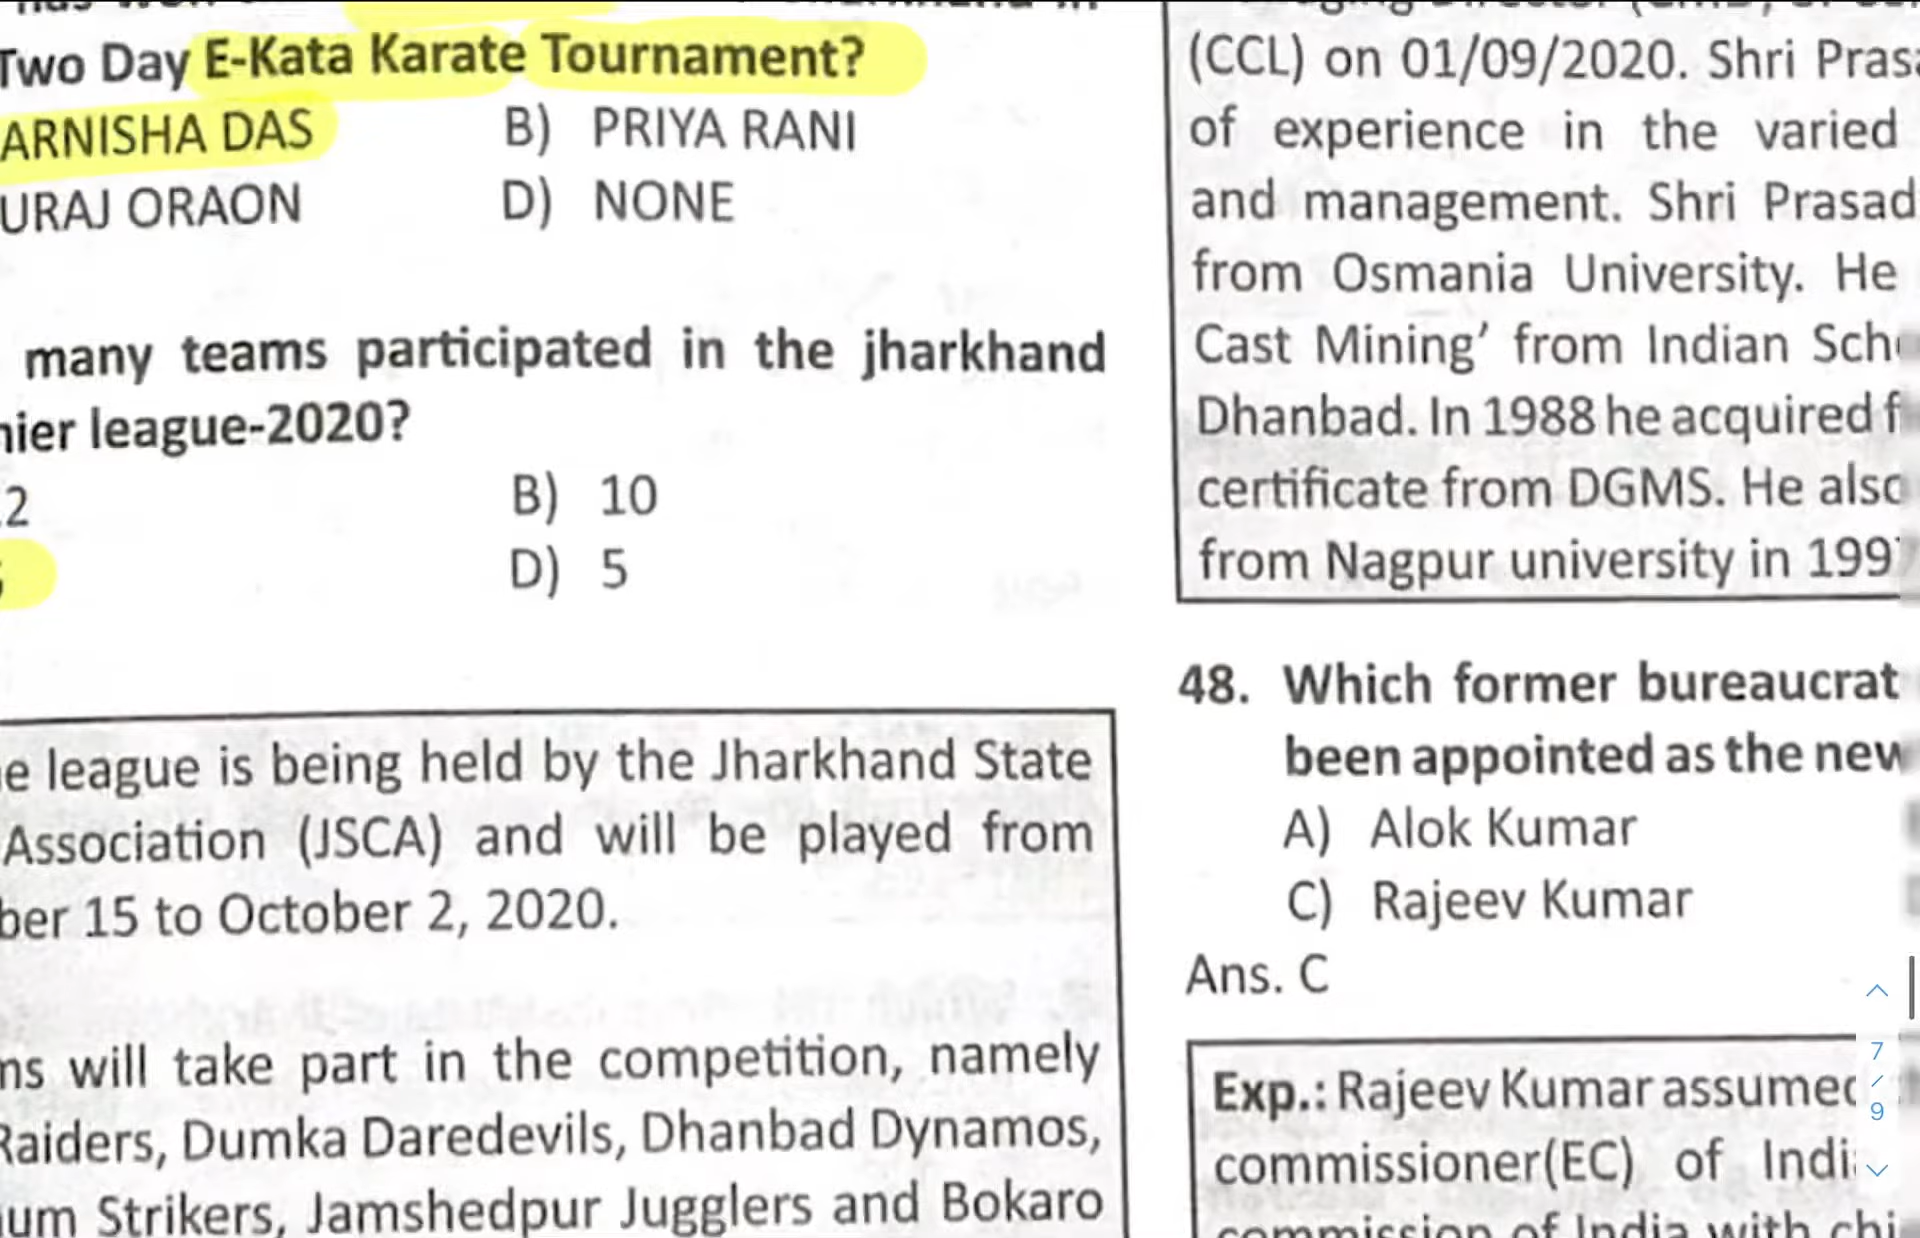 Two Day E-Kata Karate Tournament?
ARNISHA DAS B) PRIYA RANI
URAJ ORAON D) NONE
many teams participated in the jharkhand
nier league-2020?
2 B) 10
D) 5
e league is being held by the Jharkhand State
Association (JSCA) and will be played from
ber 15 to October 2, 2020.
ns will take part in the competition, namely
Raiders, Dumka Daredevils, Dhanbad Dynamos,
um Strikers, Jamshedpur Jugglers and Bokaro
(CCL) on 01/09/2020. Shri Prasa
of experience in the varied
and management. Shri Prasad
from Osmania University. He
Cast Mining’ from Indian Scho
Dhanbad. In 1988 he acquired f
certificate from DGMS. He also
from Nagpur university in 1997
48. Which former bureaucrat
been appointed as the new
A) Alok Kumar
C) Rajeev Kumar
Ans. C
Exp.: Rajeev Kumar assumed
commissioner(EC) of Indi
commission of India with chi
7
/
9